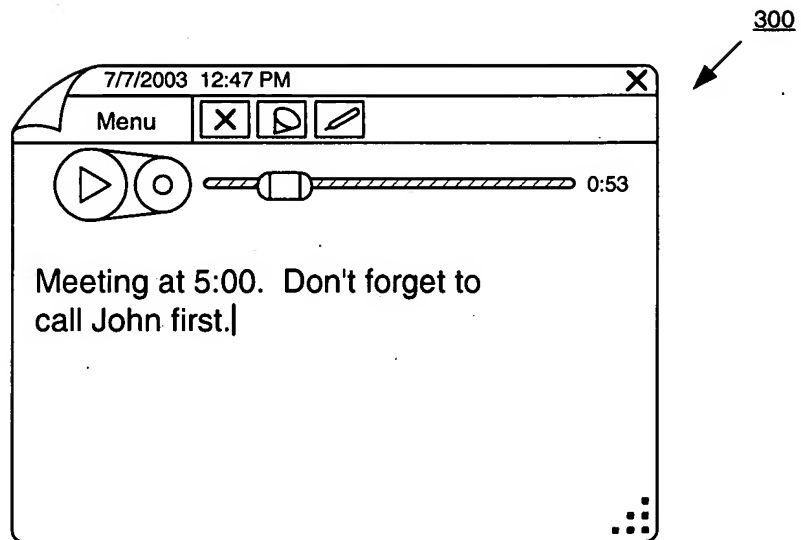 300
7/7/2003 12:47 PM
Menu
0:53
Meeting at 5:00. Don't forget to
call John first.